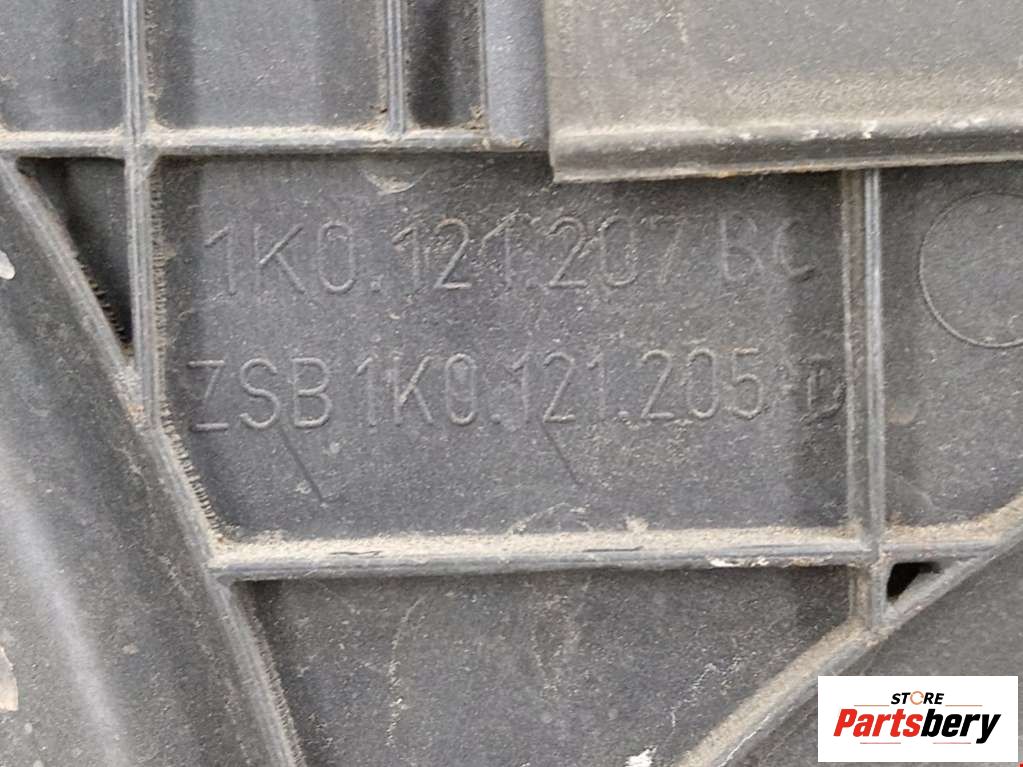 1K0.121.207 BC
ZSB 1K0.121.205 D
STORE
Partsbery